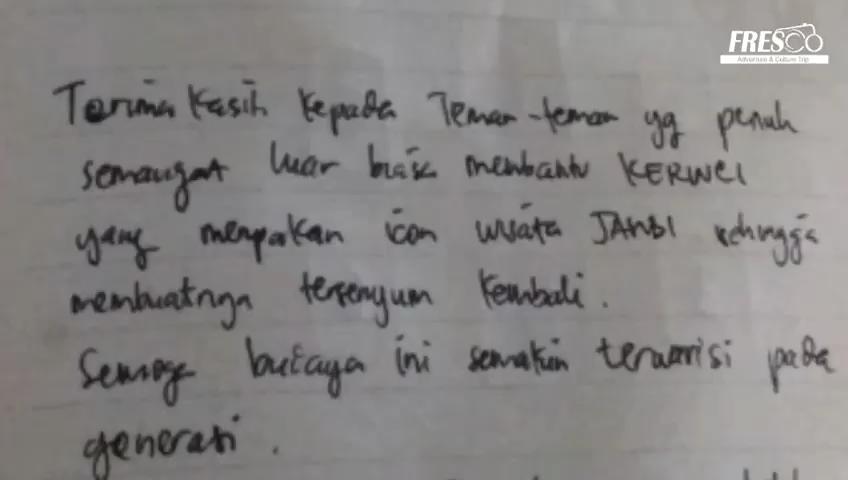 FRESCO
Adventure & Culture Trip
Terima Kasih kepada Teman-teman yg penuh
semangat luar biasa membantu KERINCI
yang merupakan icon wisata JAMBI sehingga
membuatnya tersenyum kembali.
Semoga budaya ini semakin terwarisi pada
generasi.